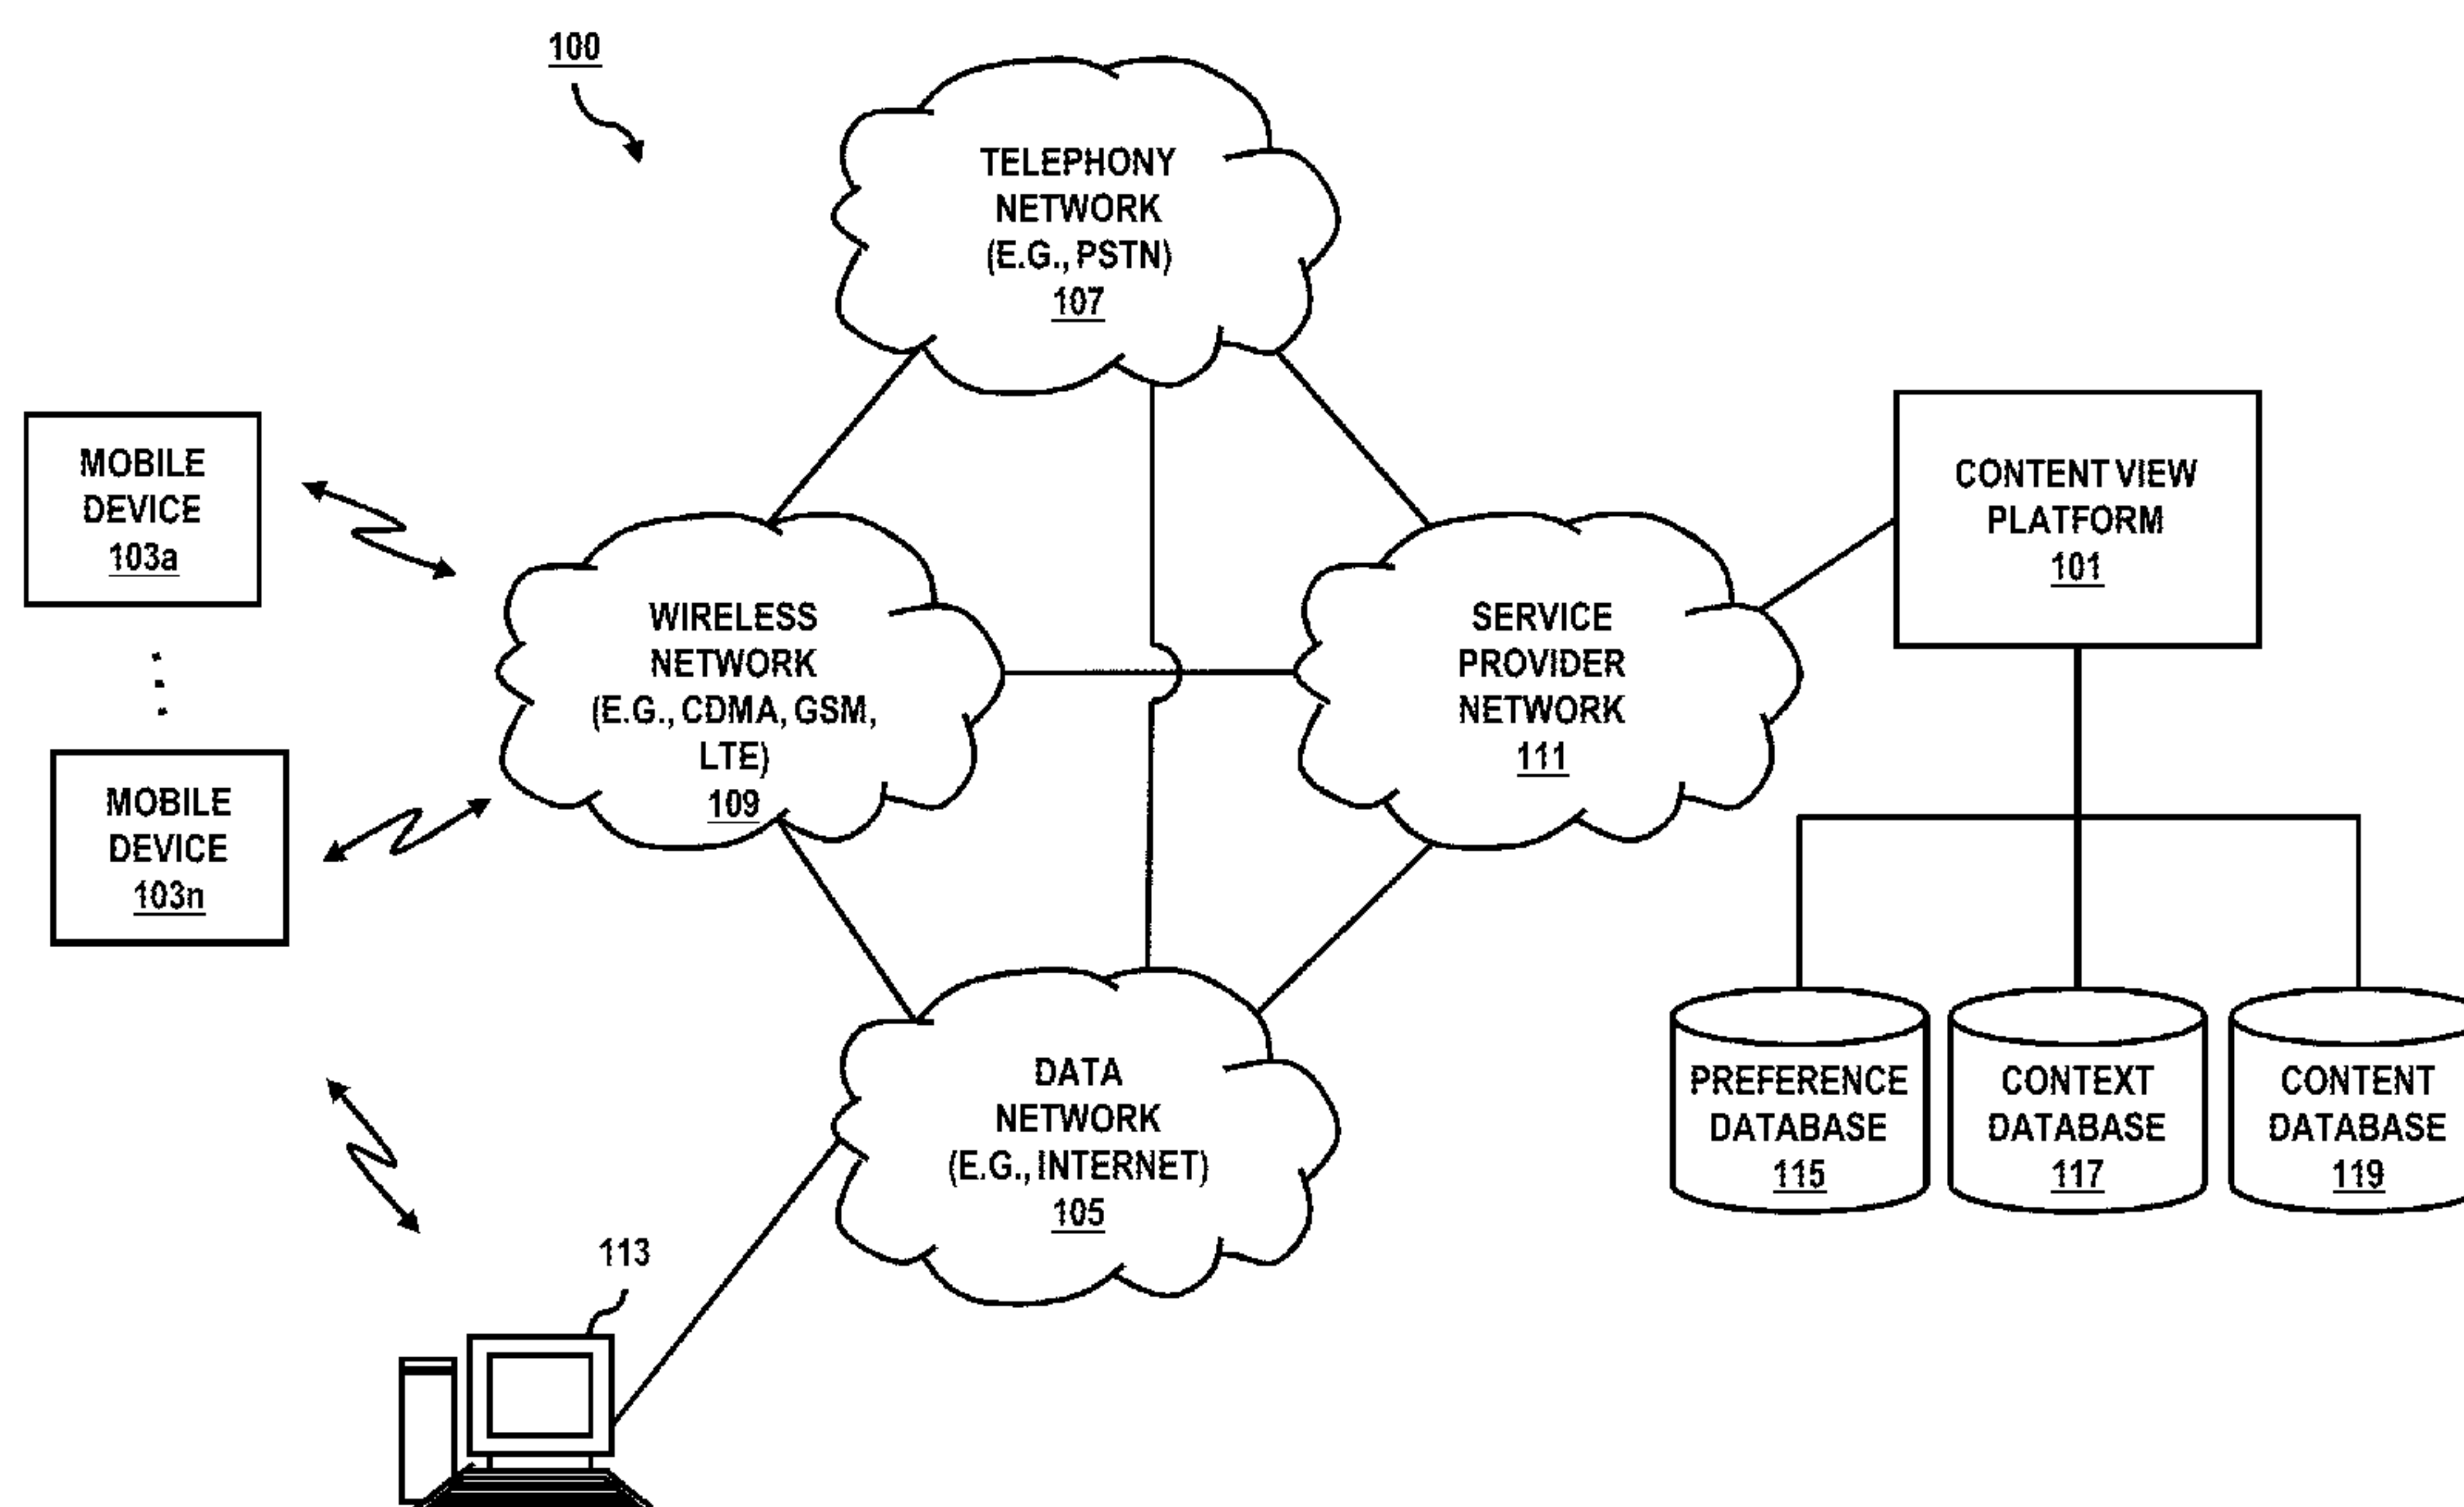 100
TELEPHONY
NETWORK
(E.G., PSTN)
107
MOBILE
DEVICE
103a
MOBILE
DEVICE
103n
WIRELESS
NETWORK
(E.G., CDMA, GSM,
LTE)
109
SERVICE
PROVIDER
NETWORK
111
CONTENT VIEW
PLATFORM
101
DATA
NETWORK
(E.G., INTERNET)
105
PREFERENCE
DATABASE
115
CONTEXT
DATABASE
117
CONTENT
DATABASE
119
113